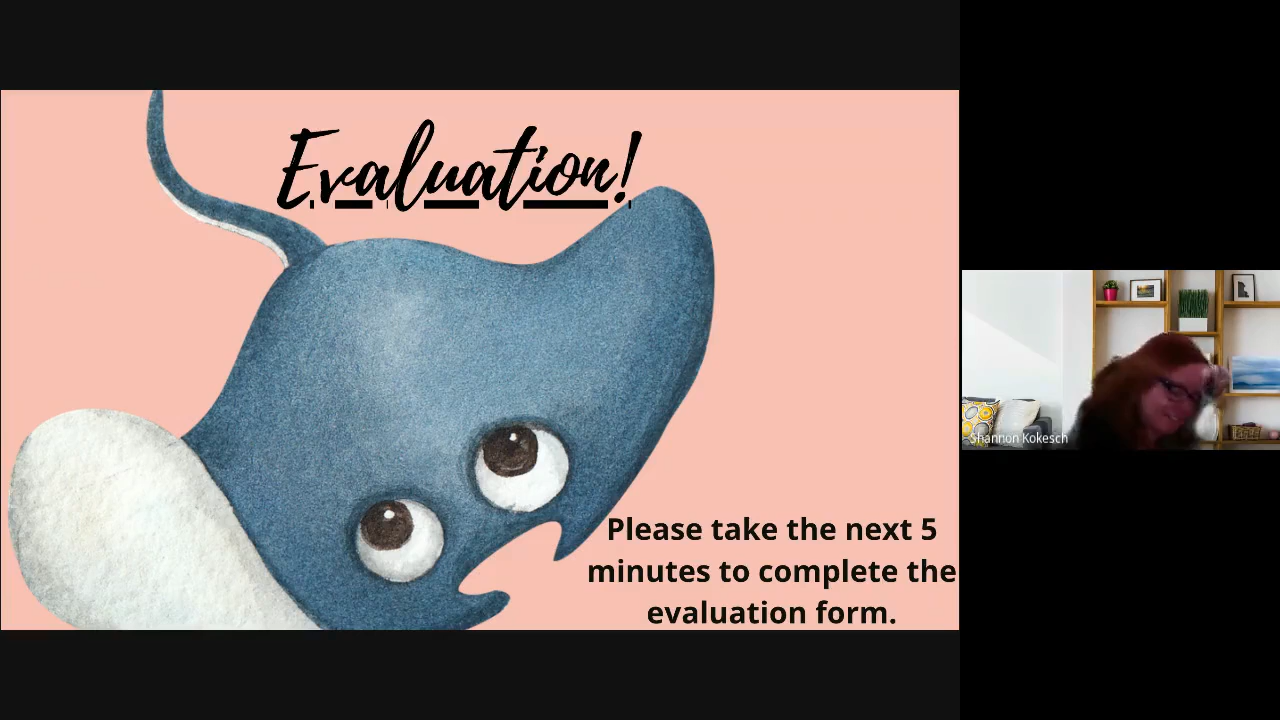 Evaluation!
Please take the next 5
minutes to complete the
evaluation form.
Shannon Kokesch